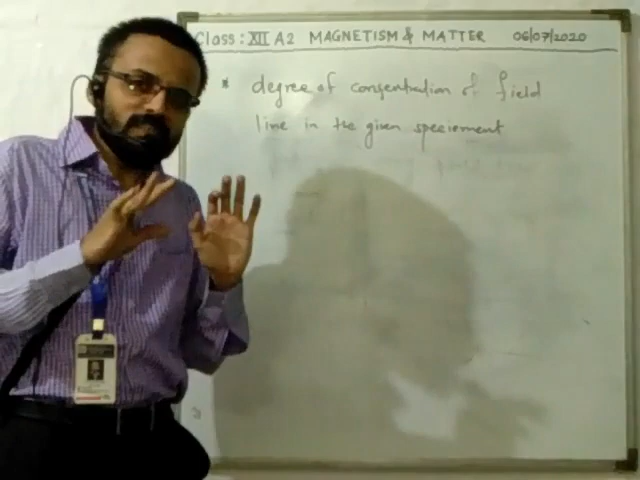 Class: XII A2 MAGNETISM & MATTER 06/07/2020
* degree of consentration of field
line in the given speciement